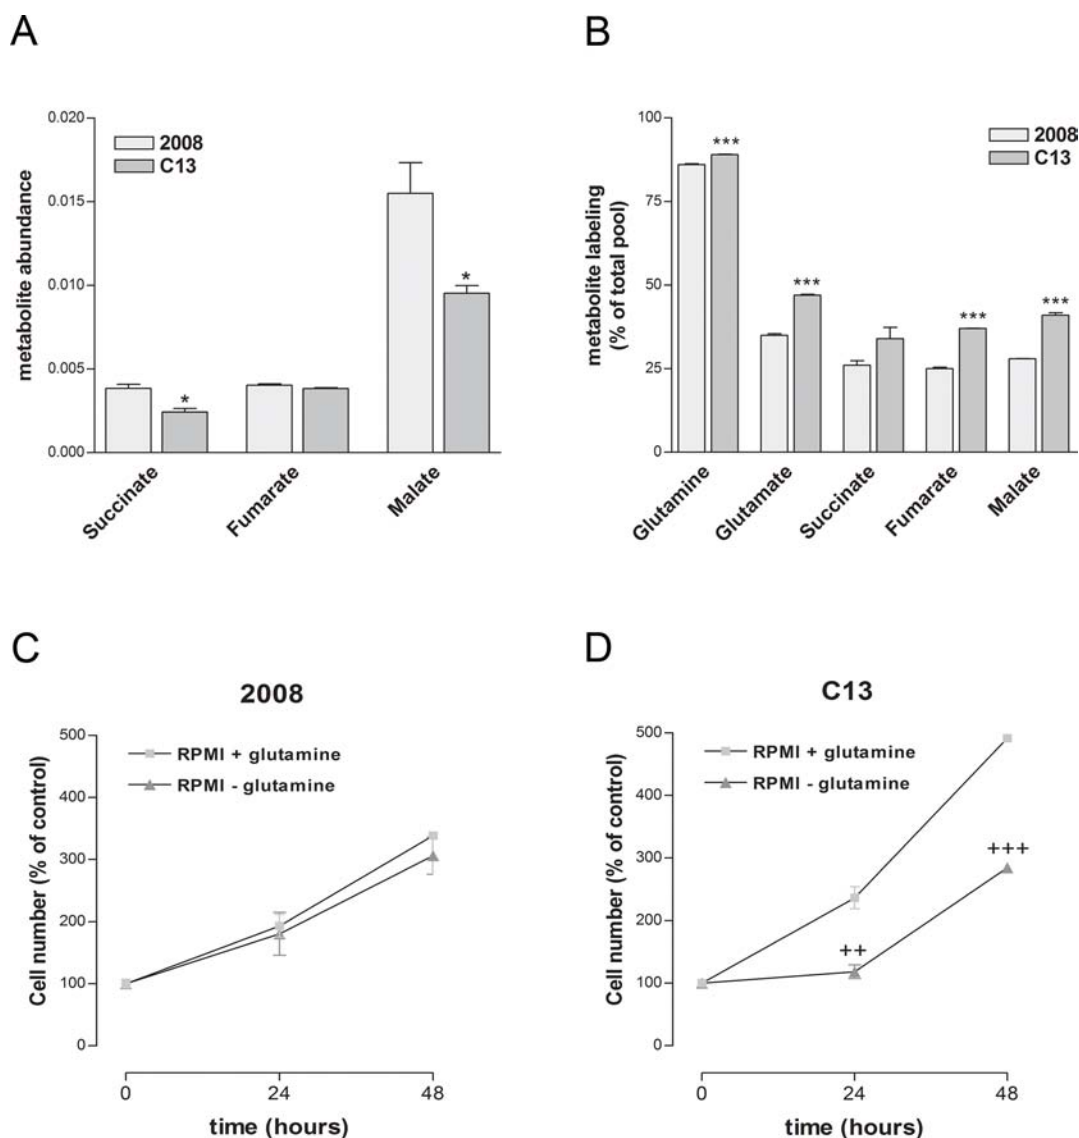 A
metabolite abundance
0.020
0.015
0.010
0.005
0.000
2008
C13
*
*
Succinate
Fumarate
Malate
B
metabolite labeling
(% of total pool)
100
75
50
25
0
2008
C13
***
***
***
***
Glutamine
Glutamate
Succinate
Fumarate
Malate
C
2008
Cell number (% of control)
500
400
300
200
100
0
RPMI + glutamine
RPMI - glutamine
0
24
48
time (hours)
D
C13
Cell number (% of control)
500
400
300
200
100
0
RPMI + glutamine
RPMI - glutamine
++
+++
0
24
48
time (hours)